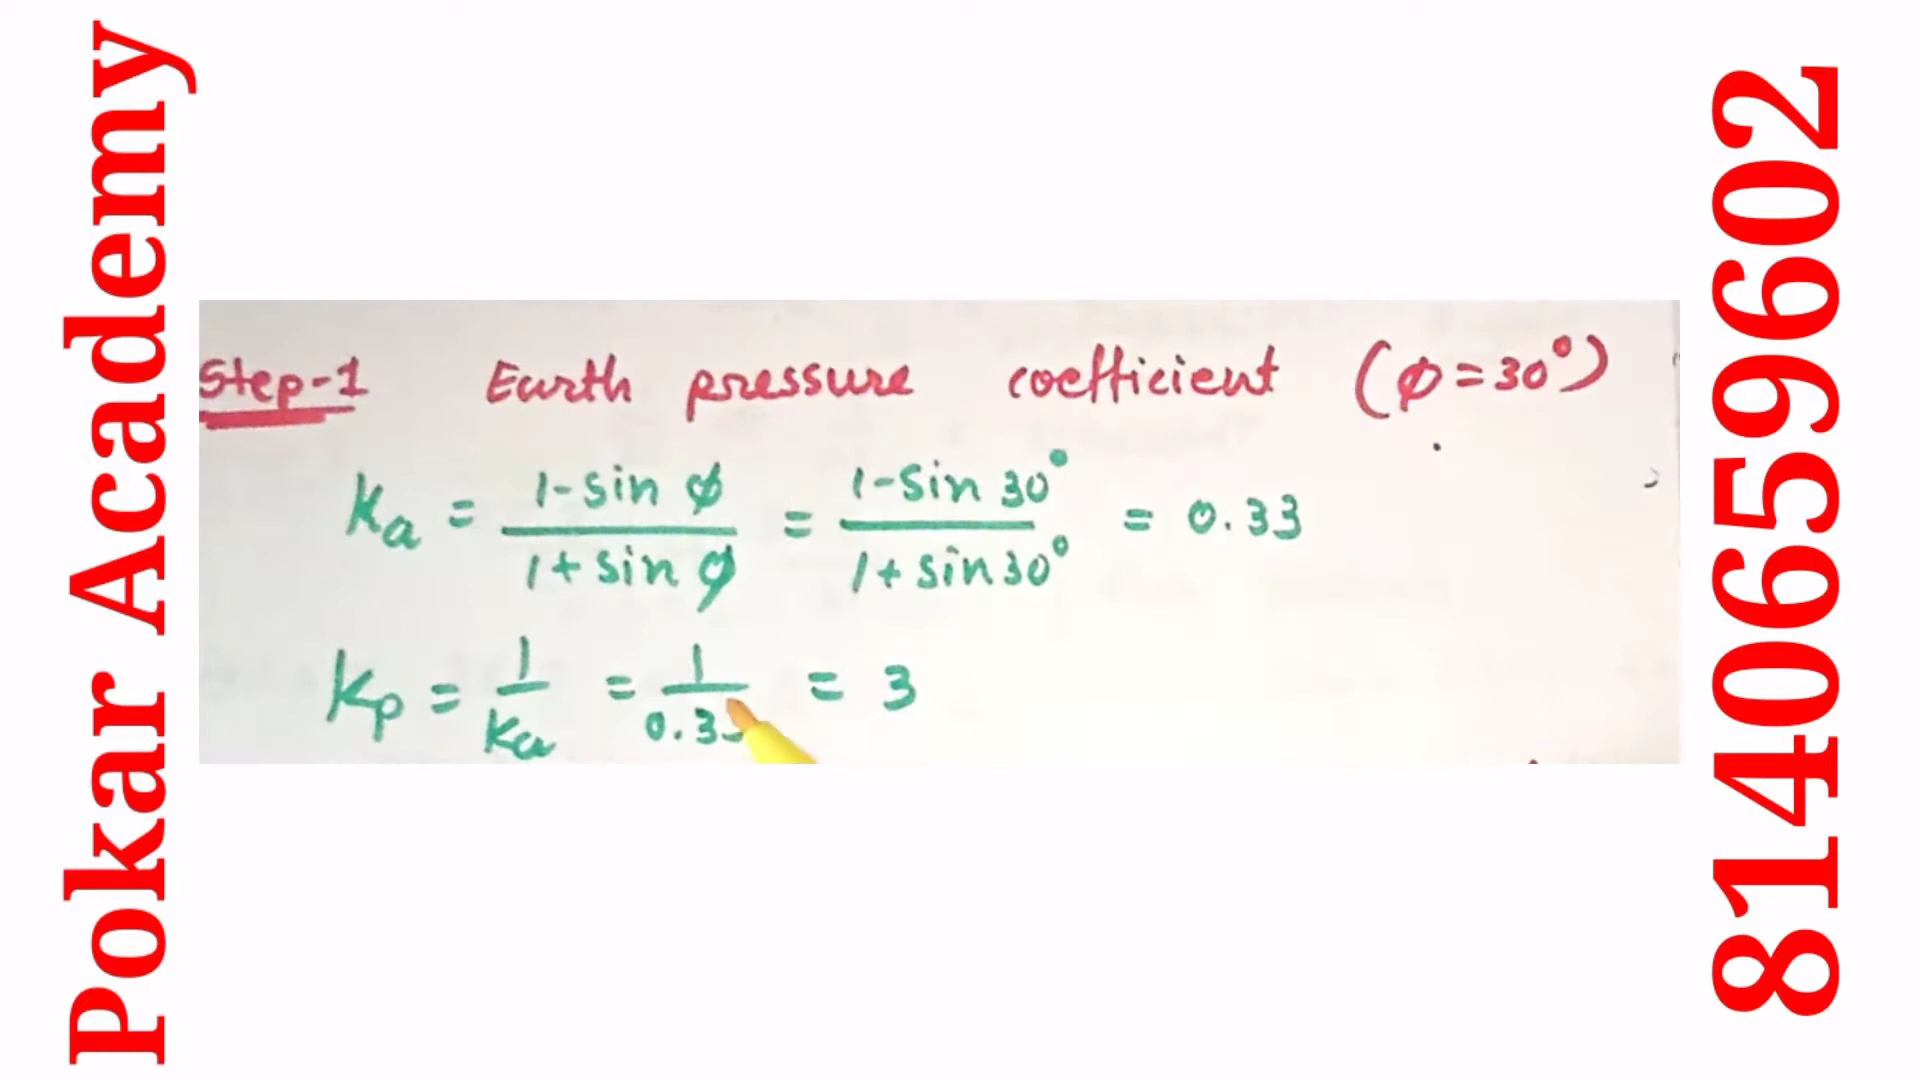 Pokar Academy
Step-1 Earth pressure coefficient (φ=30°)
Ka = 1-sin φ / 1+sin φ = 1-sin 30° / 1+sin 30° = 0.33
Kp = 1/Ka = 1/0.33 = 3
8140659602